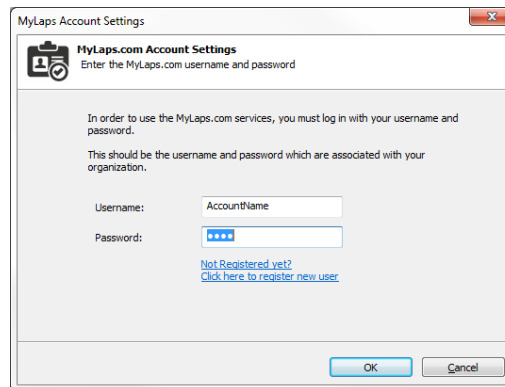 MyLaps Account Settings
MyLaps.com Account Settings
Enter the MyLaps.com username and password
In order to use the MyLaps.com services, you must log in with your username and
password.
This should be the username and password which are associated with your
organization.
Username:
AccountName
Password:
••••
Not Registered yet?
Click here to register new user
OK
Cancel